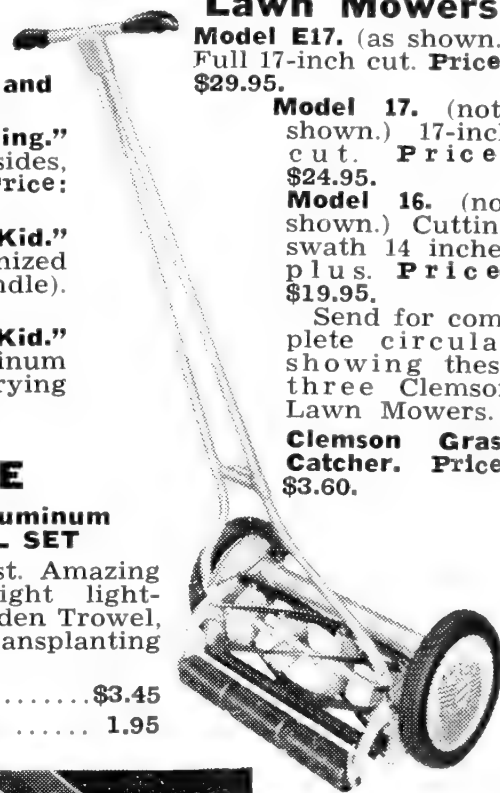 Lawn Mowers
Model E17. (as shown.
Full 17-inch cut. Price
$29.95.
Model 17. (not
shown.) 17-inch
cut. Price
$24.95.
Model 16. (no
shown.) Cuttin
swath 14 inche
plus. Price
$19.95.
Send for com
plete circula
showing thes
three Clemson
Lawn Mowers.
Clemson Gras
Catcher. Price
$3.60.
and
ing."
sides,
rice:
Kid."
nized
ndle).
Kid."
inum
rying
E
uminum
L SET
st. Amazing
ight light-
den Trowel,
ansplanting
.......$3.45
...... 1.95